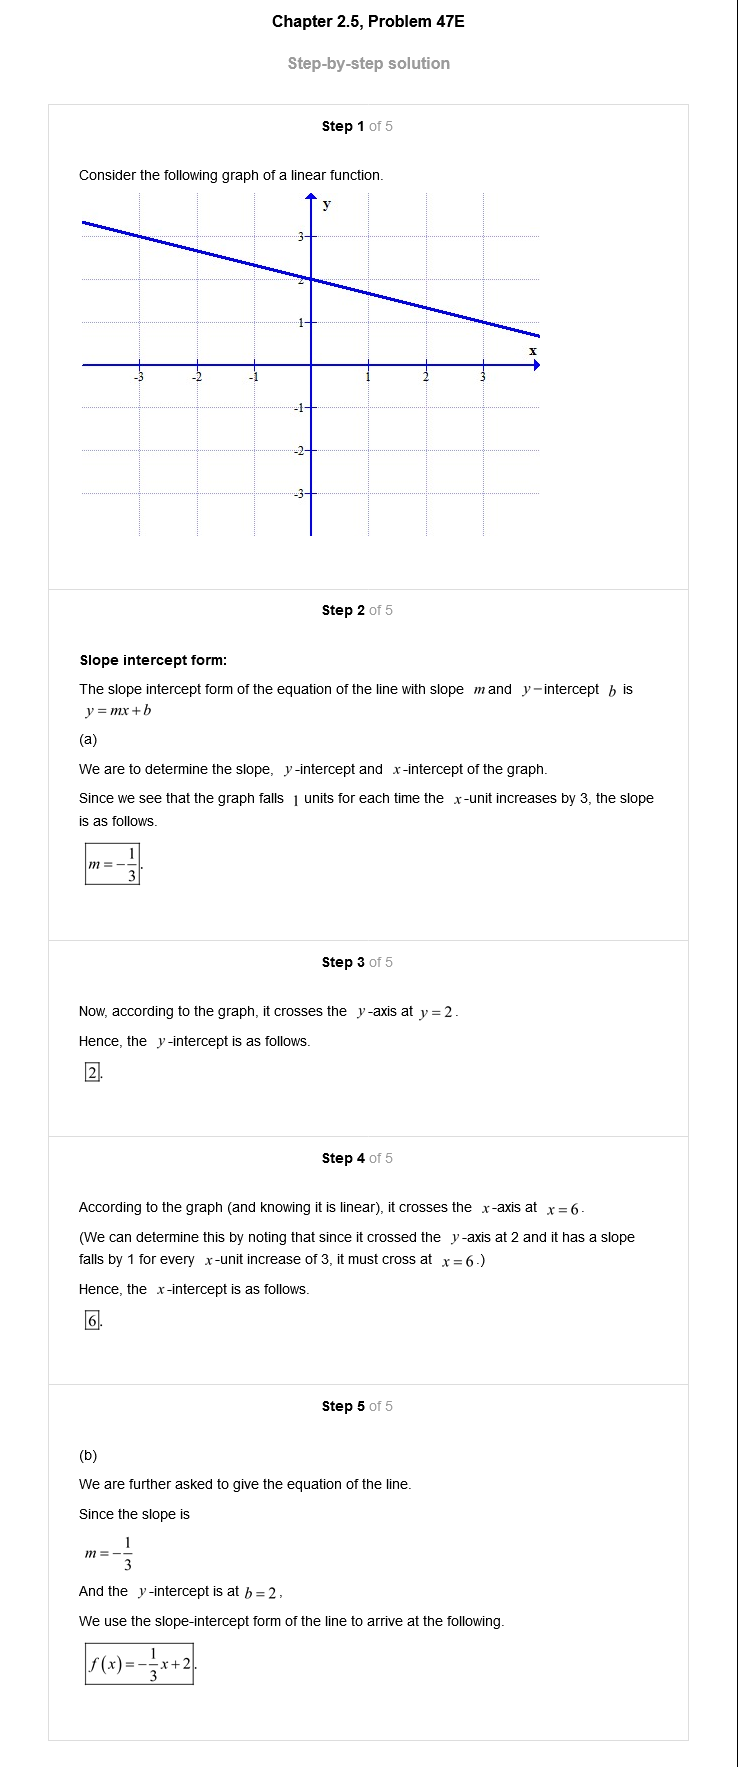 Chapter 2.5, Problem 47E
Step-by-step solution
Step 1 of 5
Consider the following graph of a linear function.
y
3
2
1
x
-3 -2 -1 1 2 3
-1
-2
-3
Step 2 of 5
Slope intercept form:
The slope intercept form of the equation of the line with slope m and y−intercept b is
y = mx + b
(a)
We are to determine the slope, y-intercept and x-intercept of the graph.
Since we see that the graph falls 1 units for each time the x-unit increases by 3, the slope
is as follows.
m = −1/3.
Step 3 of 5
Now, according to the graph, it crosses the y-axis at y = 2.
Hence, the y-intercept is as follows.
2.
Step 4 of 5
According to the graph (and knowing it is linear), it crosses the x-axis at x = 6.
(We can determine this by noting that since it crossed the y-axis at 2 and it has a slope
falls by 1 for every x-unit increase of 3, it must cross at x = 6.)
Hence, the x-intercept is as follows.
6.
Step 5 of 5
(b)
We are further asked to give the equation of the line.
Since the slope is
m = −1/3
And the y-intercept is at b = 2,
We use the slope-intercept form of the line to arrive at the following.
f(x) = −1/3x + 2.